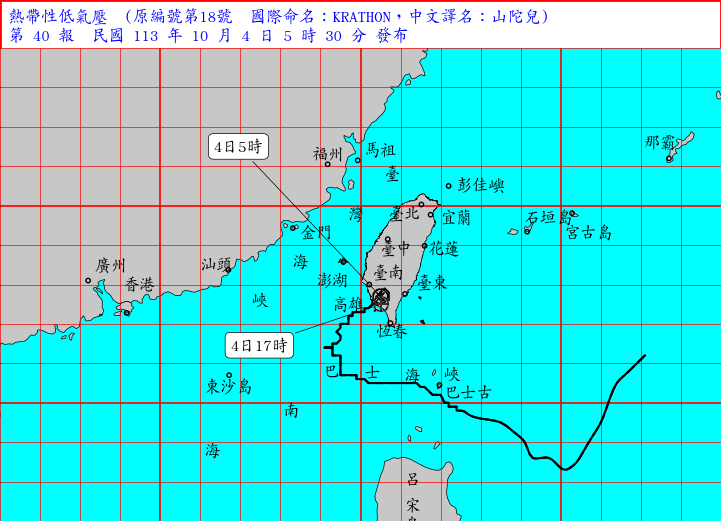 熱帶性低氣壓 (原編號第18號 國際命名:KRATHON,中文譯名:山陀兒)
第 40 報 民國 113 年 10 月 4 日 5 時 30 分 發布
4日5時
福州
馬祖
那霸
臺
彭佳嶼
灣
臺北
宜蘭
石垣島
宮古島
金門
臺中
花蓮
海
廣州
汕頭
澎湖
臺南
香港
臺東
峽
高雄
恆春
4日17時
巴
士
海
峽
東沙島
巴士古
南
海
呂
宋